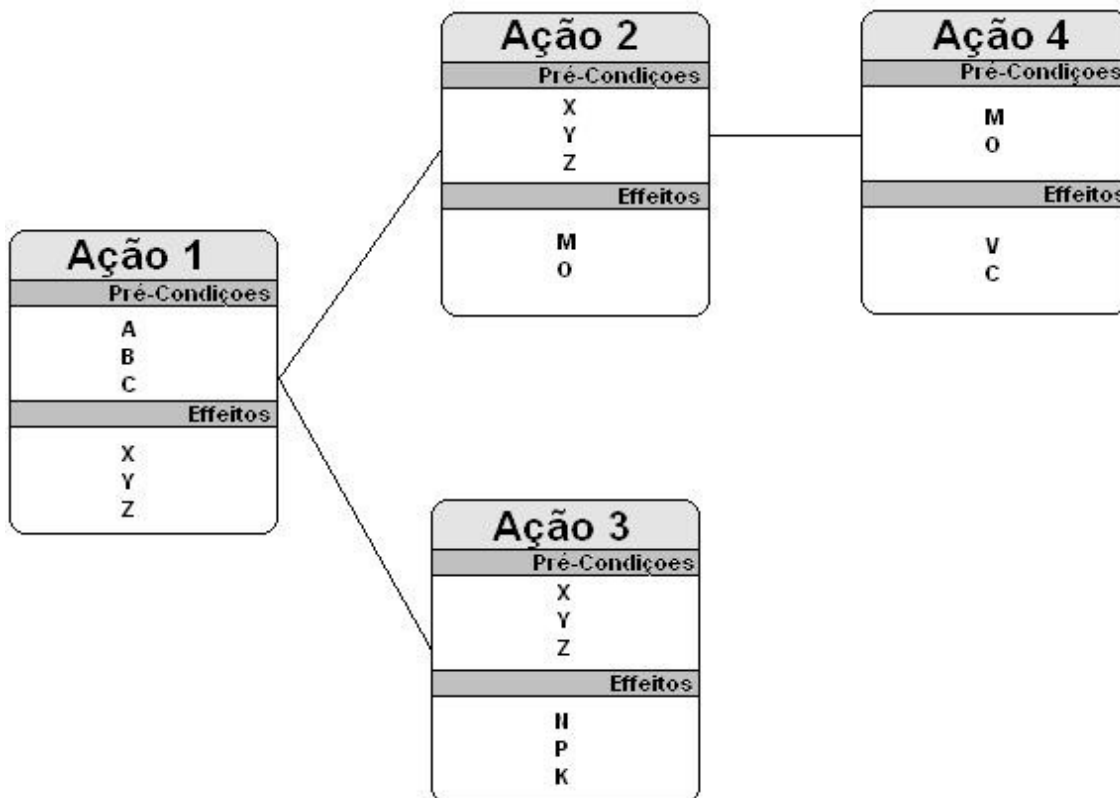 Ação 1
Pré-Condiçoes
A
B
C
Effeitos
X
Y
Z
Ação 2
Pré-Condiçoes
X
Y
Z
Effeitos
M
O
Ação 4
Pré-Condiçoes
M
O
Effeitos
V
C
Ação 3
Pré-Condiçoes
X
Y
Z
Effeitos
N
P
K